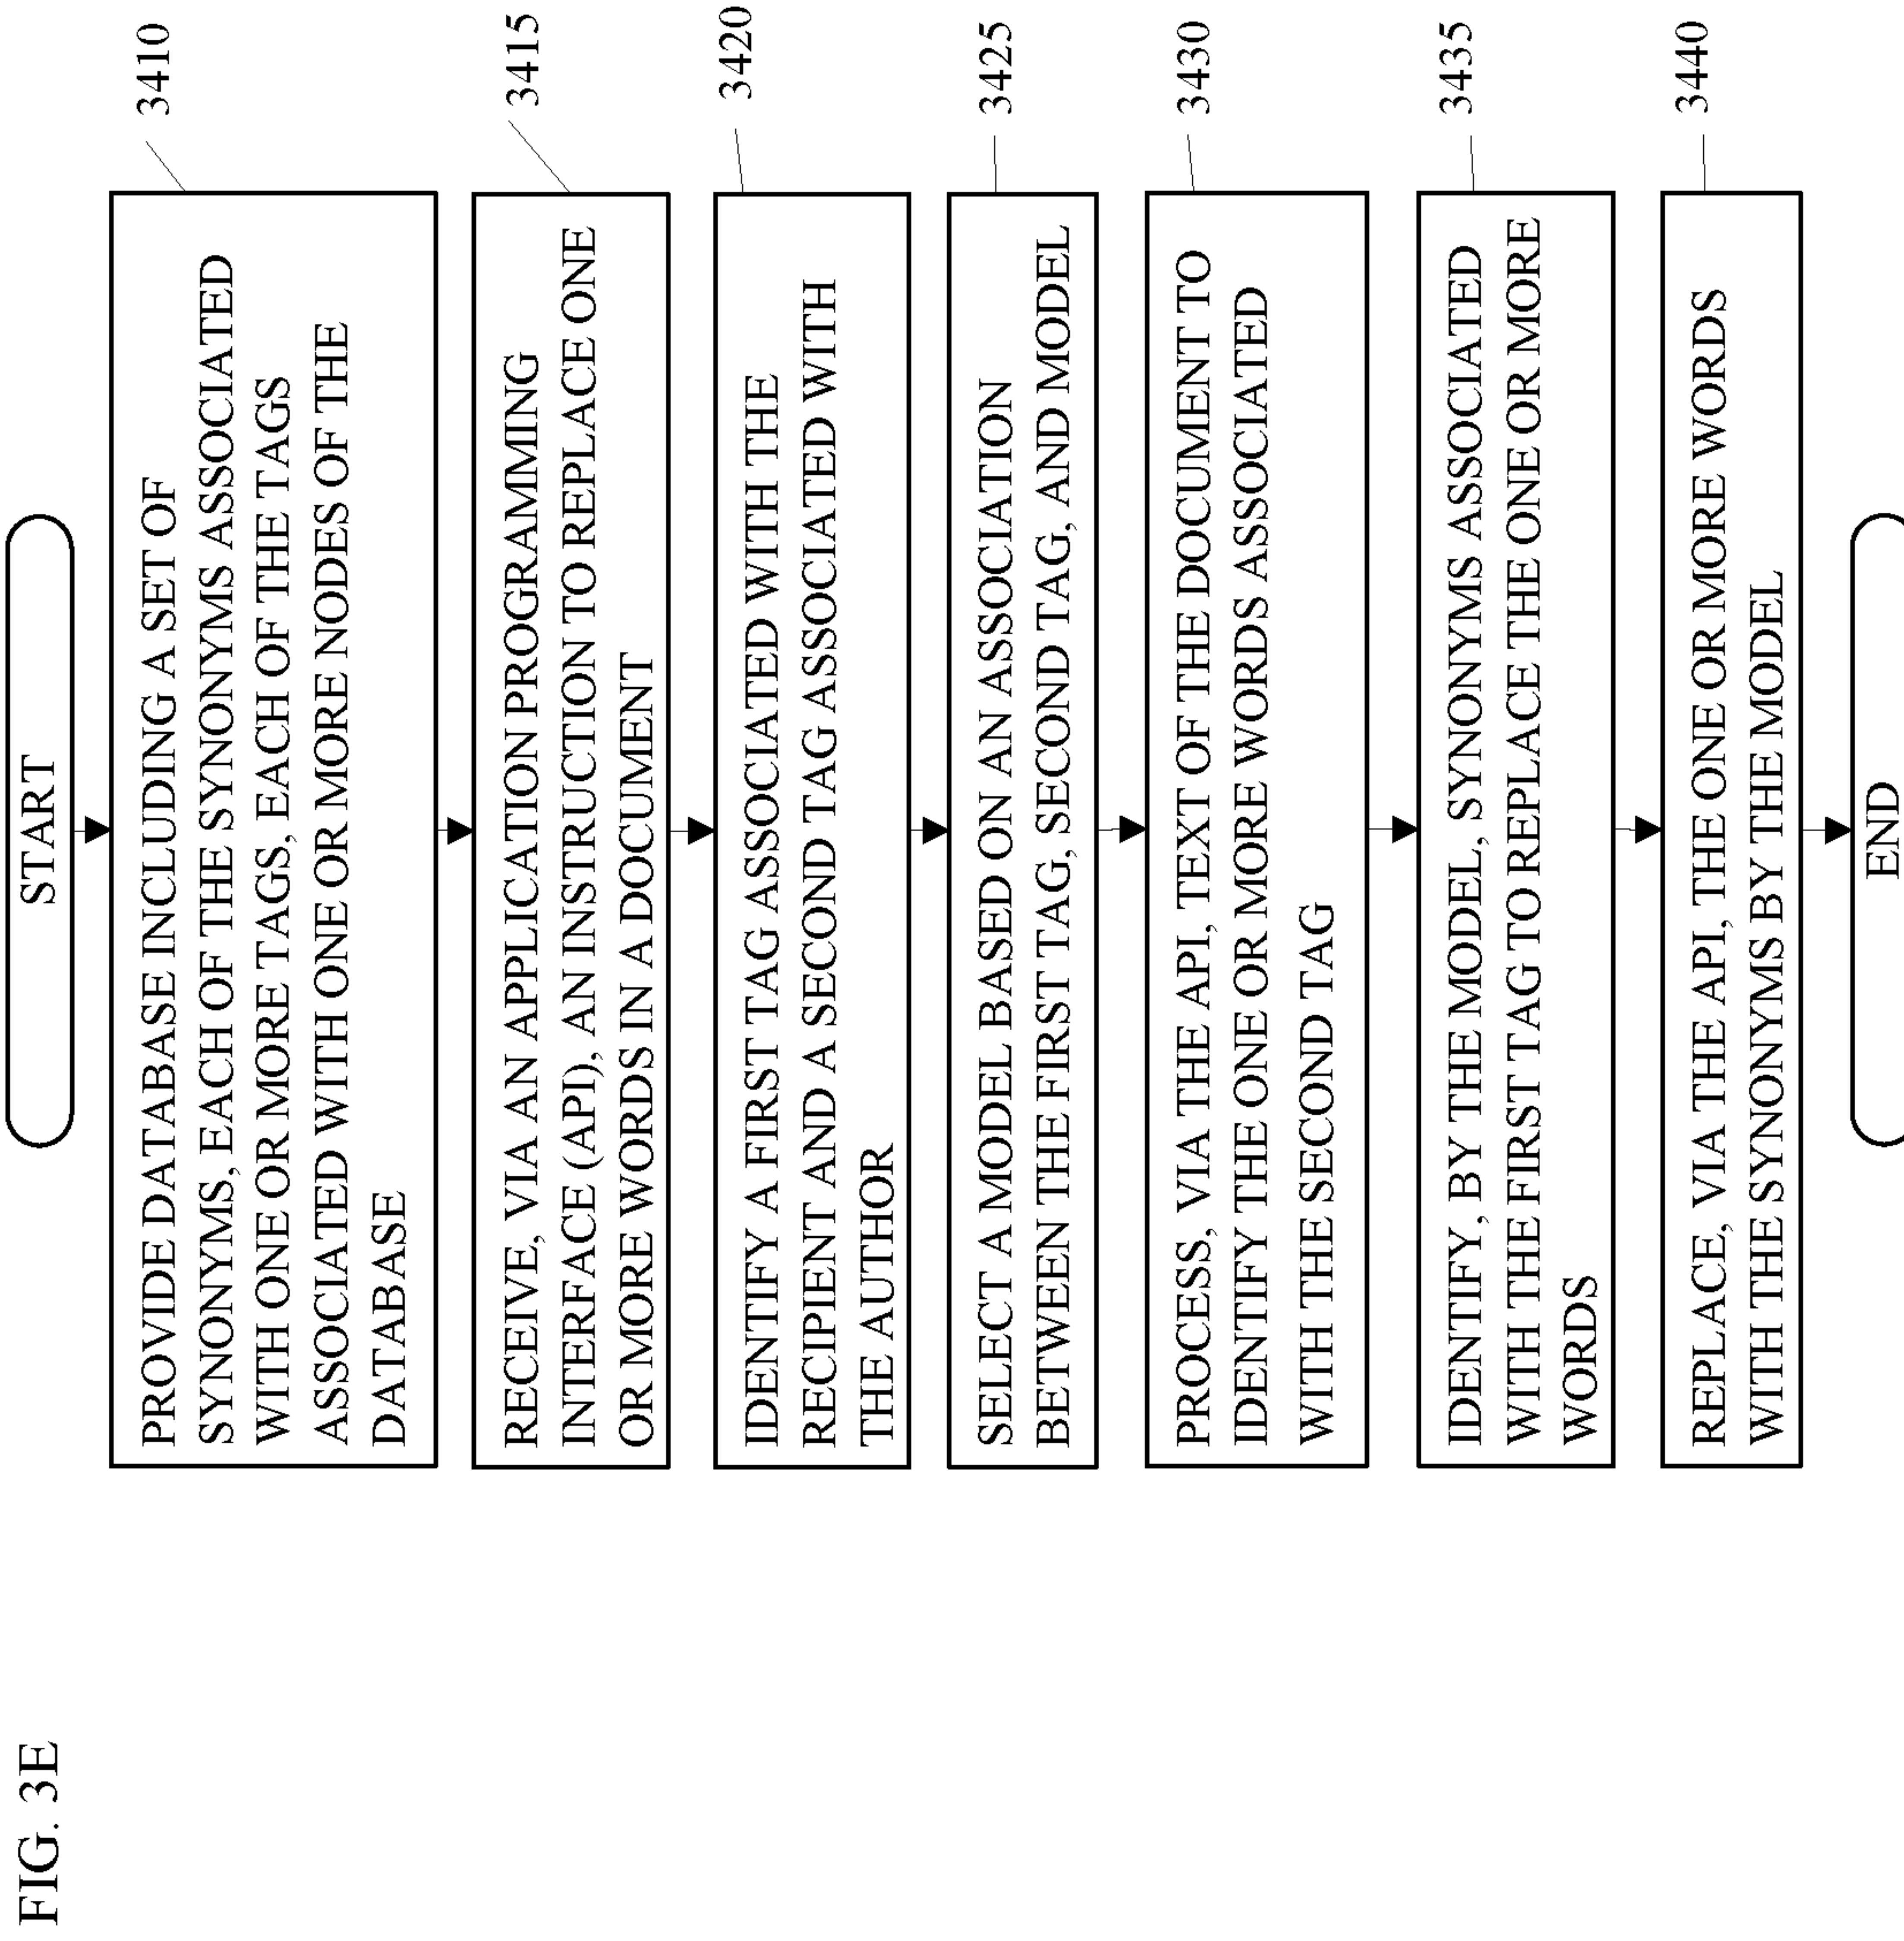 FIG. 3E
START
PROVIDE DATABASE INCLUDING A SET OF
SYNONYMS, EACH OF THE SYNONYMS ASSOCIATED
WITH ONE OR MORE TAGS, EACH OF THE TAGS
ASSOCIATED WITH ONE OR MORE NODES OF THE
DATABASE
3410
RECEIVE, VIA AN APPLICATION PROGRAMMING
INTERFACE (API), AN INSTRUCTION TO REPLACE ONE
OR MORE WORDS IN A DOCUMENT
3415
IDENTIFY A FIRST TAG ASSOCIATED WITH THE
RECIPIENT AND A SECOND TAG ASSOCIATED WITH
THE AUTHOR
3420
SELECT A MODEL BASED ON AN ASSOCIATION
BETWEEN THE FIRST TAG, SECOND TAG, AND MODEL
3425
PROCESS, VIA THE API, TEXT OF THE DOCUMENT TO
IDENTIFY THE ONE OR MORE WORDS ASSOCIATED
WITH THE SECOND TAG
3430
IDENTIFY, BY THE MODEL, SYNONYMS ASSOCIATED
WITH THE FIRST TAG TO REPLACE THE ONE OR MORE
WORDS
3435
REPLACE, VIA THE API, THE ONE OR MORE WORDS
WITH THE SYNONYMS BY THE MODEL
3440
END